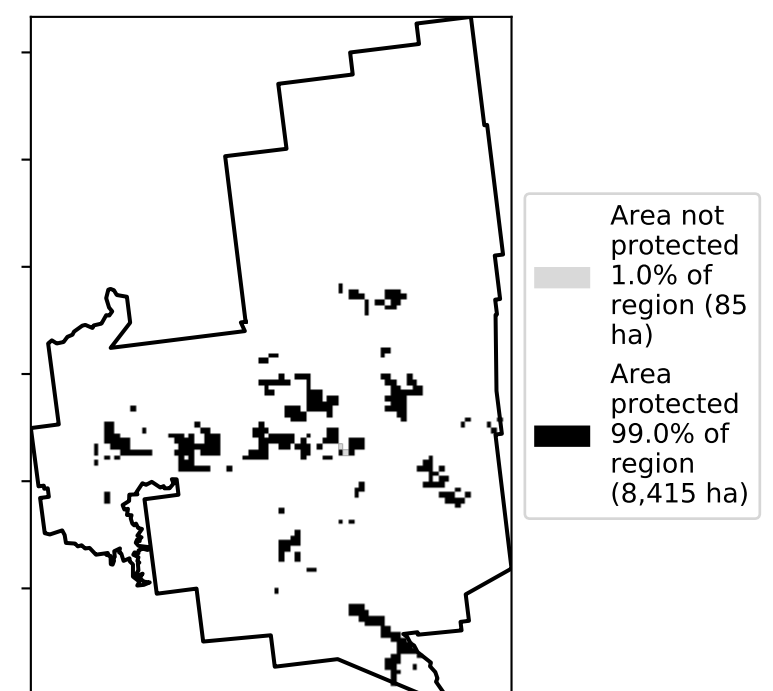 Area not
protected
1.0% of
region (85
ha)
Area
protected
99.0% of
region
(8,415 ha)